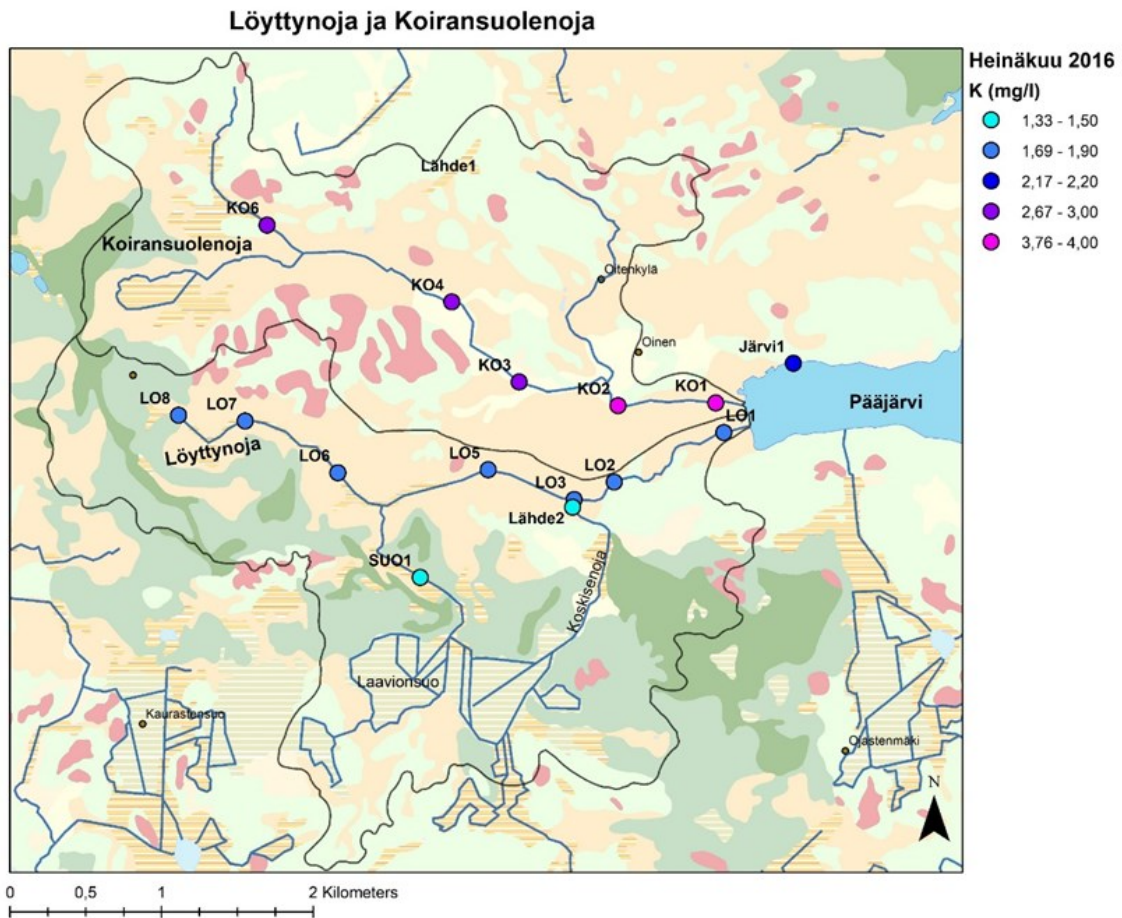 Löyttynoja ja Koiransuolenoja
Heinäkuu 2016
K (mg/l)
1,33 - 1,50
1,69 - 1,90
2,17 - 2,20
2,67 - 3,00
3,76 - 4,00
Lähde1
KO6
Koiransuolenoja
Oitenkylä
KO4
Oinen
Järvi1
KO3
KO2
KO1
Pääjärvi
LO8
LO7
LO1
Löyttynoja
LO6
LO5
LO2
LO3
Lähde2
SUO1
Koskisenoja
Laavionsuo
Kaurastensuo
Ojastenmäki
N
0 0,5 1 2 Kilometers